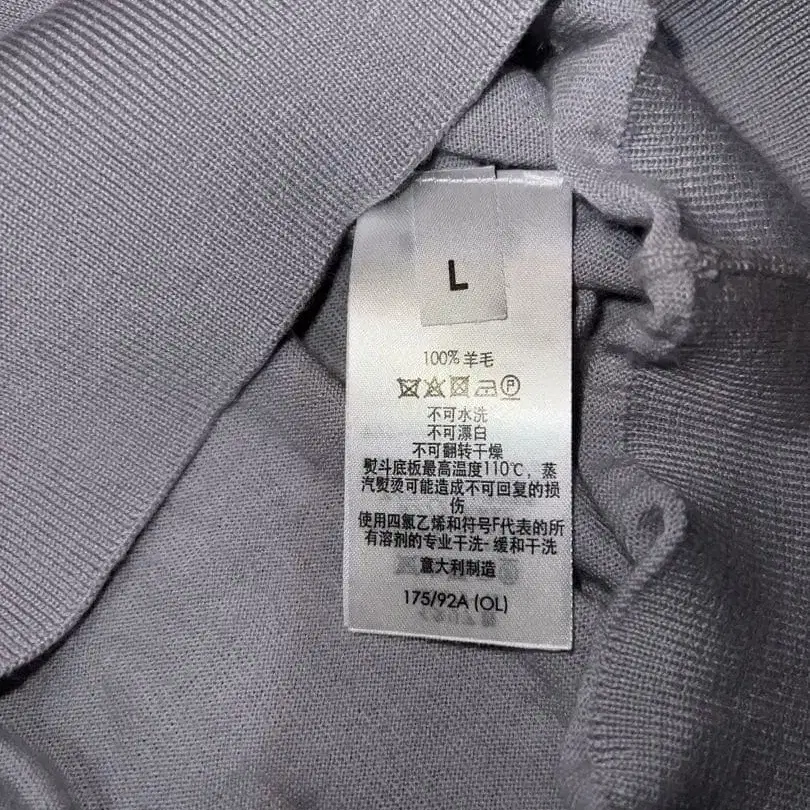 L
100% 羊毛
P
不可水洗
不可漂白
不可翻转干燥
熨斗底板最高温度110℃，蒸
汽熨烫可能造成不可回复的损
伤
使用四氯乙烯和符号F代表的所
有溶剂的专业干洗-缓和干洗
意大利制造
175/92A (OL)